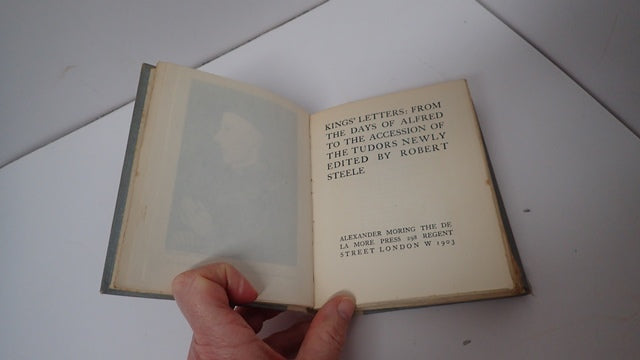 KINGS' LETTERS: FROM
THE DAYS OF ALFRED
TO THE ACCESSION OF
THE TUDORS NEWLY
EDITED BY ROBERT
STEELE
ALEXANDER MORING THE DE
LA MORE PRESS 298 REGENT
STREET LONDON W 1903